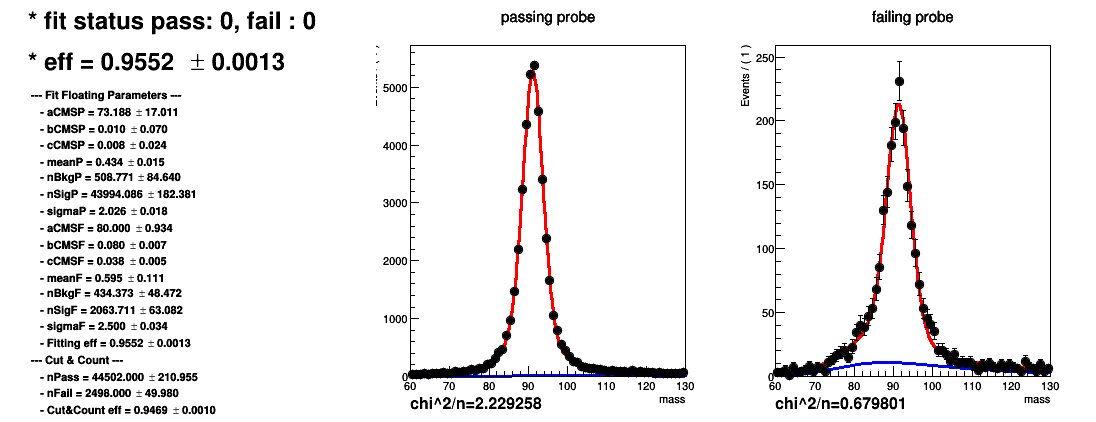 * fit status pass: 0, fail : 0
* eff = 0.9552 ± 0.0013
--- Fit Floating Parameters ---
- aCMSP = 73.188 ± 17.011
- bCMSP = 0.010 ± 0.070
- cCMSP = 0.008 ± 0.024
- meanP = 0.434 ± 0.015
- nBkgP = 508.771 ± 84.640
- nSigP = 43994.086 ± 182.381
- sigmaP = 2.026 ± 0.018
- aCMSF = 80.000 ± 0.934
- bCMSF = 0.080 ± 0.007
- cCMSF = 0.038 ± 0.005
- meanF = 0.595 ± 0.111
- nBkgF = 434.373 ± 48.472
- nSigF = 2063.711 ± 63.082
- sigmaF = 2.500 ± 0.034
- Fitting eff = 0.9552 ± 0.0013
--- Cut & Count ---
- nPass = 44502.000 ± 210.955
- nFail = 2498.000 ± 49.980
- Cut&Count eff = 0.9469 ± 0.0010
passing probe
5000
4000
3000
2000
1000
0
60 70 80 90 100 110 120 130
mass
chi^2/n=2.229258
failing probe
Events / ( 1 )
250
200
150
100
50
0
60 70 80 90 100 110 120 130
mass
chi^2/n=0.679801